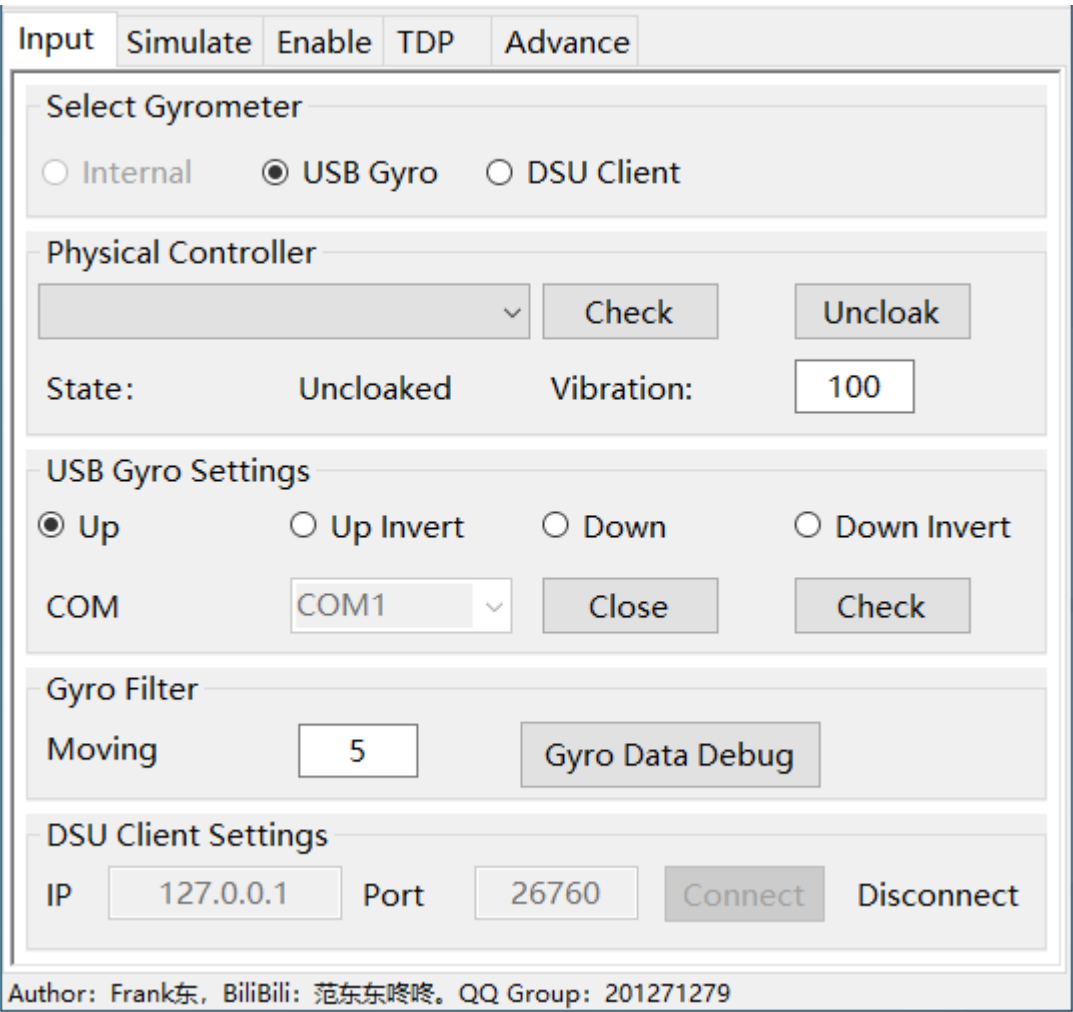 Input Simulate Enable TDP Advance
Select Gyrometer
Internal USB Gyro DSU Client
Physical Controller
Check Uncloak
State: Uncloaked Vibration: 100
USB Gyro Settings
Up Up Invert Down Down Invert
COM COM1 Close Check
Gyro Filter
Moving 5 Gyro Data Debug
DSU Client Settings
IP 127.0.0.1 Port 26760 Connect Disconnect
Author: Frank东, BiliBili: 范东东咚咚。QQ Group: 201271279